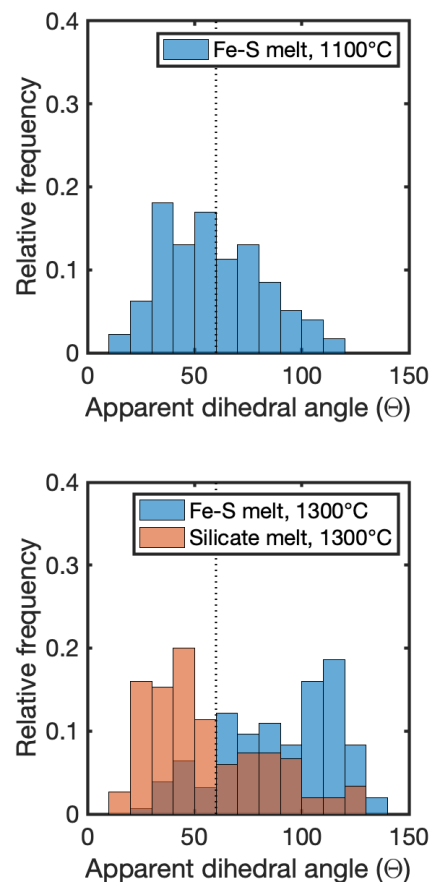 0.4
Fe-S melt, 1100°C
0.3
0.2
0.1
0
Relative frequency
0 50 100 150
Apparent dihedral angle (Θ)
0.4
Fe-S melt, 1300°C
Silicate melt, 1300°C
0.3
0.2
0.1
0
Relative frequency
0 50 100 150
Apparent dihedral angle (Θ)